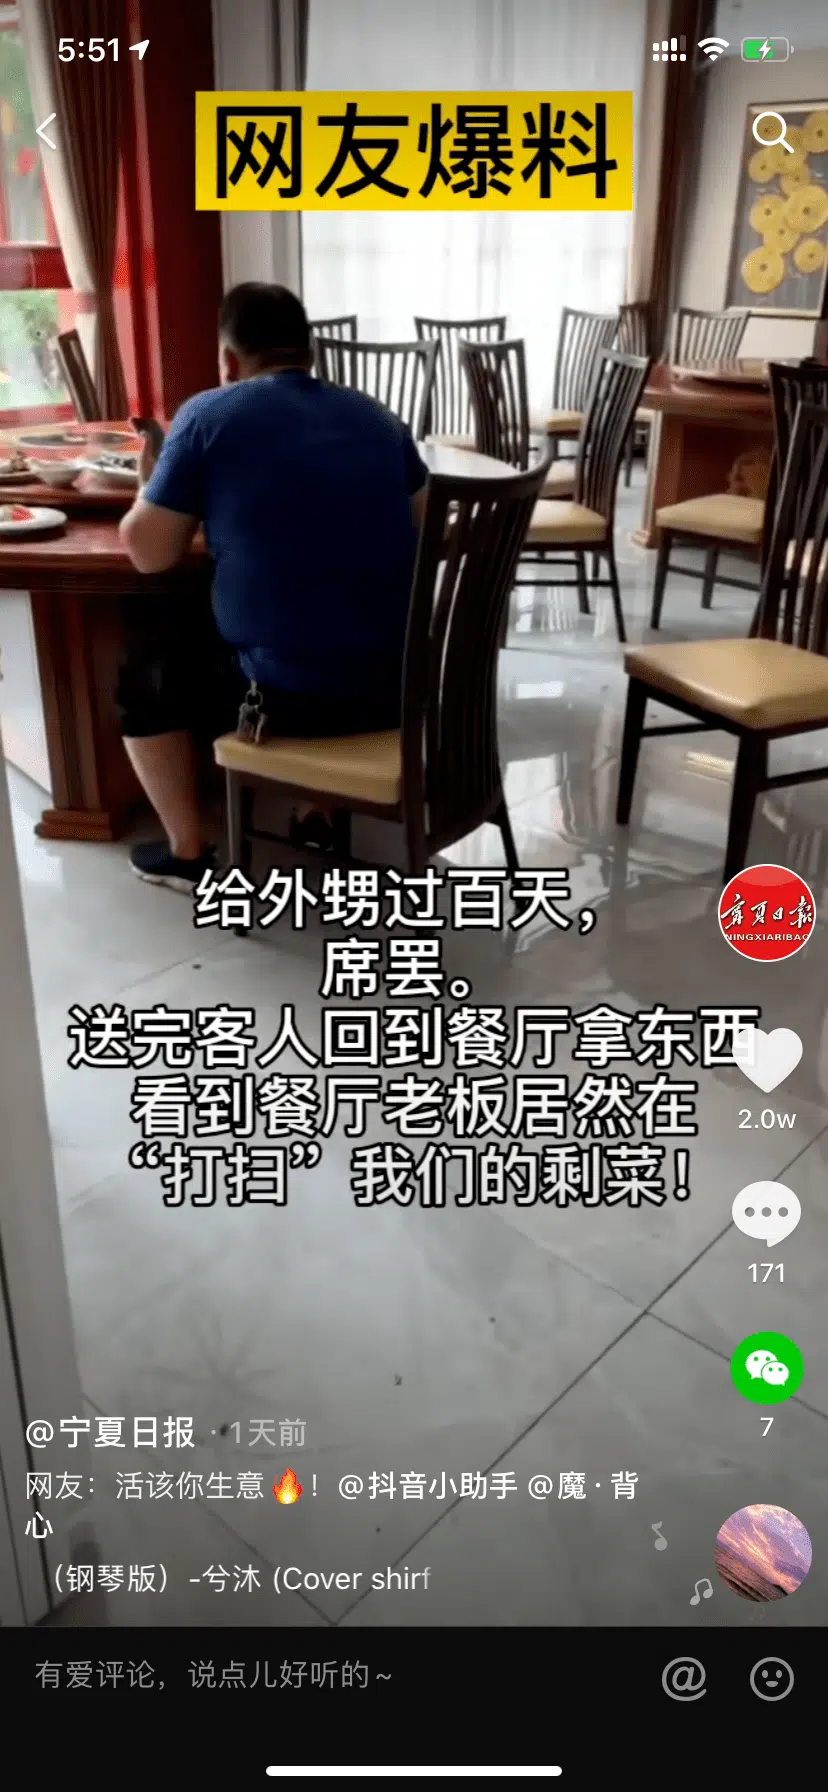 5:51
网友爆料
给外甥过百天，
席罢。
送完客人回到餐厅拿东西
看到餐厅老板居然在
“打扫”我们的剩菜！
宁夏日报
NINGXIARIBAO
2.0w
171
7
@宁夏日报 · 1天前
网友：活该你生意🔥！@抖音小助手 @魔·背
心
（钢琴版）-兮沐 (Cover shirf
有爱评论，说点儿好听的~